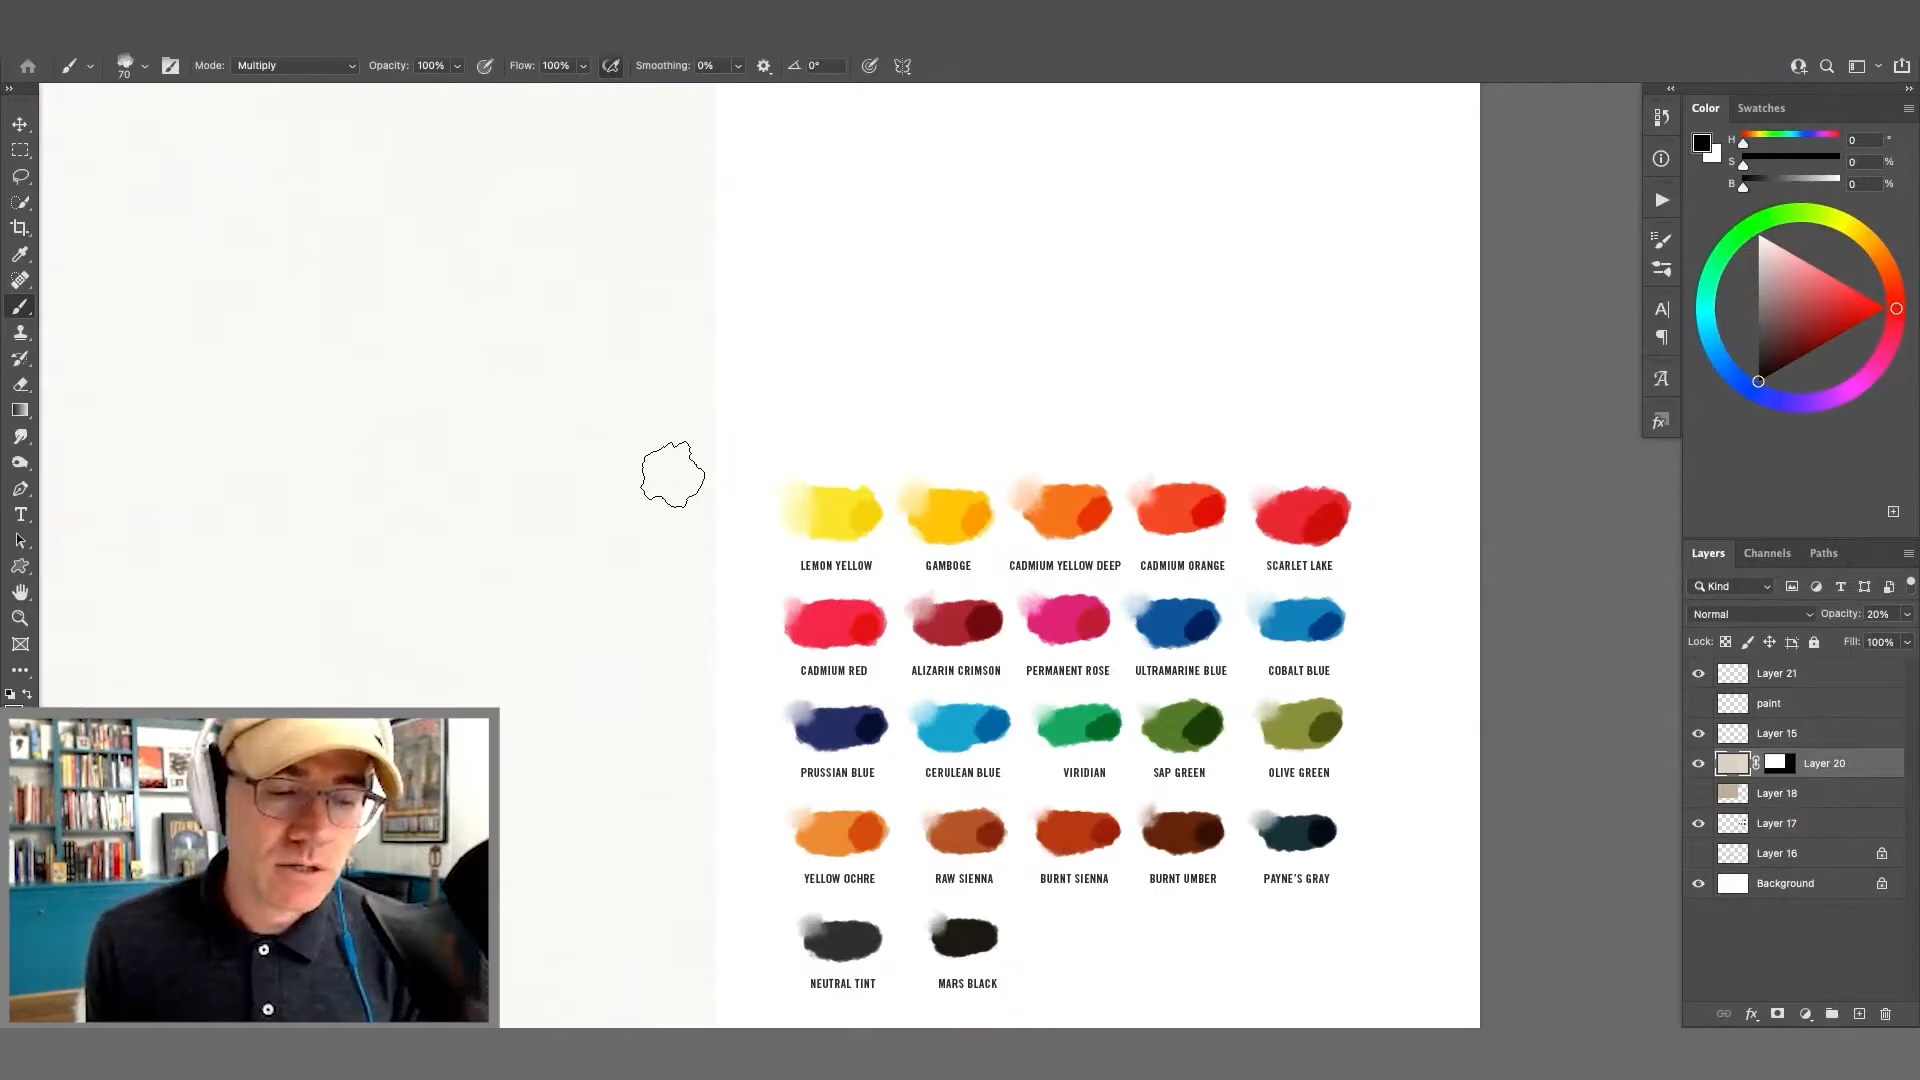 70
Mode: Multiply
Opacity: 100%
Flow: 100%
Smoothing: 0%
0°
Color Swatches
H 0 °
S 0 %
B 0 %
LEMON YELLOW GAMBOGE CADMIUM YELLOW DEEP CADMIUM ORANGE SCARLET LAKE
CADMIUM RED ALIZARIN CRIMSON PERMANENT ROSE ULTRAMARINE BLUE COBALT BLUE
PRUSSIAN BLUE CERULEAN BLUE VIRIDIAN SAP GREEN OLIVE GREEN
YELLOW OCHRE RAW SIENNA BURNT SIENNA BURNT UMBER PAYNE'S GRAY
NEUTRAL TINT MARS BLACK
Layers Channels Paths
Kind
Normal Opacity: 20%
Lock: Fill: 100%
Layer 21
paint
Layer 15
Layer 20
Layer 18
Layer 17
Layer 16
Background